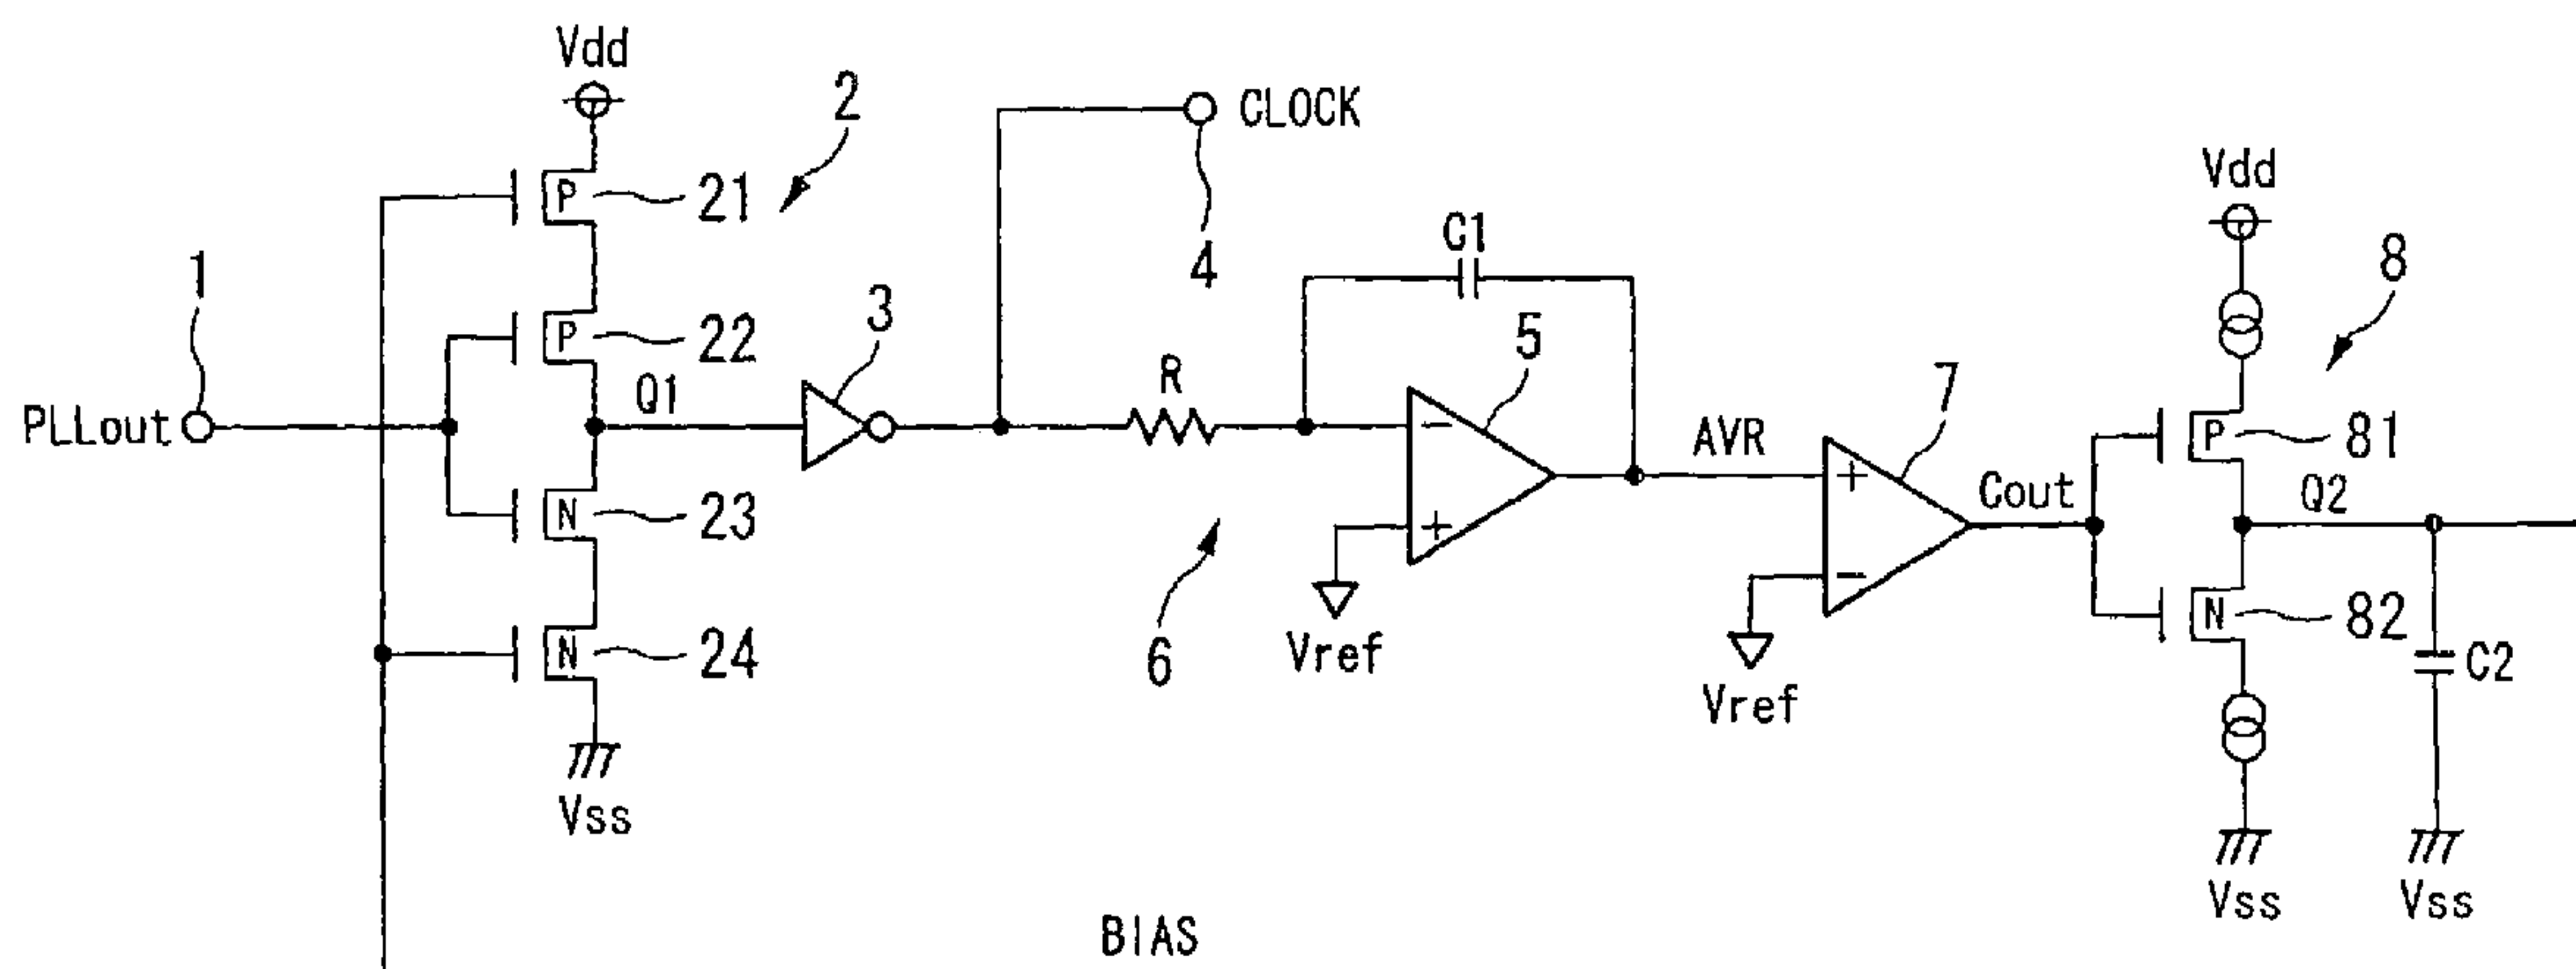 Vdd
2
CLOCK
P
21
Vdd
4
C1
8
1
P
22
3
5
R
7
PLLout
Q1
-
AVR
+
P
81
Cout
Q2
N
23
+
-
N
82
6
Vref
N
24
Vref
C2
Vss
Vss
Vss
BIAS